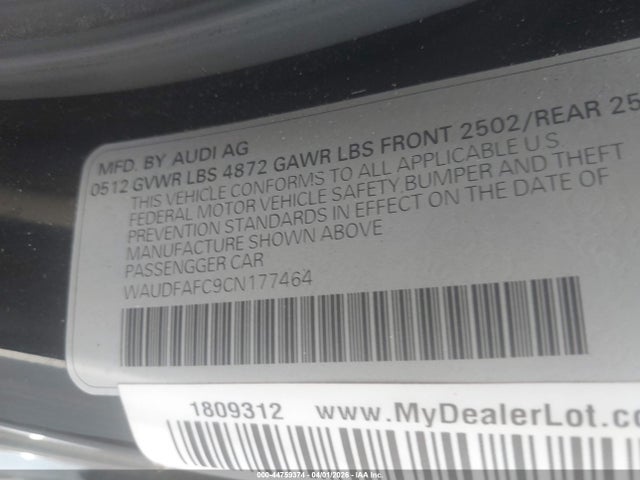 MFD. BY AUDI AG
0512 GVWR LBS 4872 GAWR LBS FRONT 2502/REAR 25
THIS VEHICLE CONFORMS TO ALL APPLICABLE U.S.
FEDERAL MOTOR VEHICLE SAFETY, BUMPER AND THEFT
PREVENTION STANDARDS IN EFFECT ON THE DATE OF
MANUFACTURE SHOWN ABOVE
PASSENGGER CAR
WAUDFAFC9CN177464
1809312 www.MyDealerLot.co
000-44759374 | 04/01/2026 | IAA Inc.